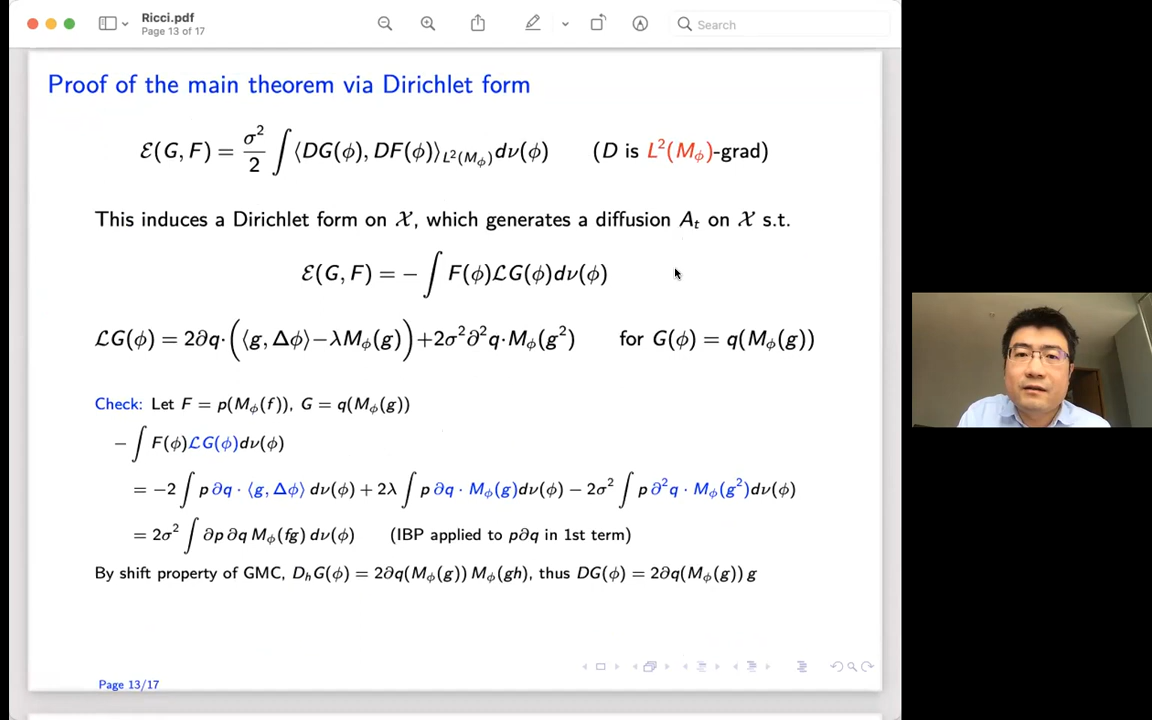 Ricci.pdf
Page 13 of 17
Search
Proof of the main theorem via Dirichlet form
ℰ(G, F) = σ²/2 ∫⟨DG(ϕ), DF(ϕ)⟩_{L²(M_ϕ)} dν(ϕ) (D is L²(M_ϕ)-grad)
This induces a Dirichlet form on 𝒳, which generates a diffusion A_t on 𝒳 s.t.
ℰ(G, F) = − ∫ F(ϕ)ℒG(ϕ)dν(ϕ)
ℒG(ϕ) = 2∂q·(⟨g, Δϕ⟩−λM_ϕ(g))+2σ²∂²q·M_ϕ(g²) for G(ϕ) = q(M_ϕ(g))
Check: Let F = p(M_ϕ(f)), G = q(M_ϕ(g))
− ∫ F(ϕ)ℒG(ϕ)dν(ϕ)
= −2 ∫ p ∂q · ⟨g, Δϕ⟩ dν(ϕ) + 2λ ∫ p ∂q · M_ϕ(g)dν(ϕ) − 2σ² ∫ p ∂²q · M_ϕ(g²)dν(ϕ)
= 2σ² ∫ ∂p ∂q M_ϕ(fg) dν(ϕ) (IBP applied to p∂q in 1st term)
By shift property of GMC, D_hG(ϕ) = 2∂q(M_ϕ(g)) M_ϕ(gh), thus DG(ϕ) = 2∂q(M_ϕ(g)) g
Page 13/17